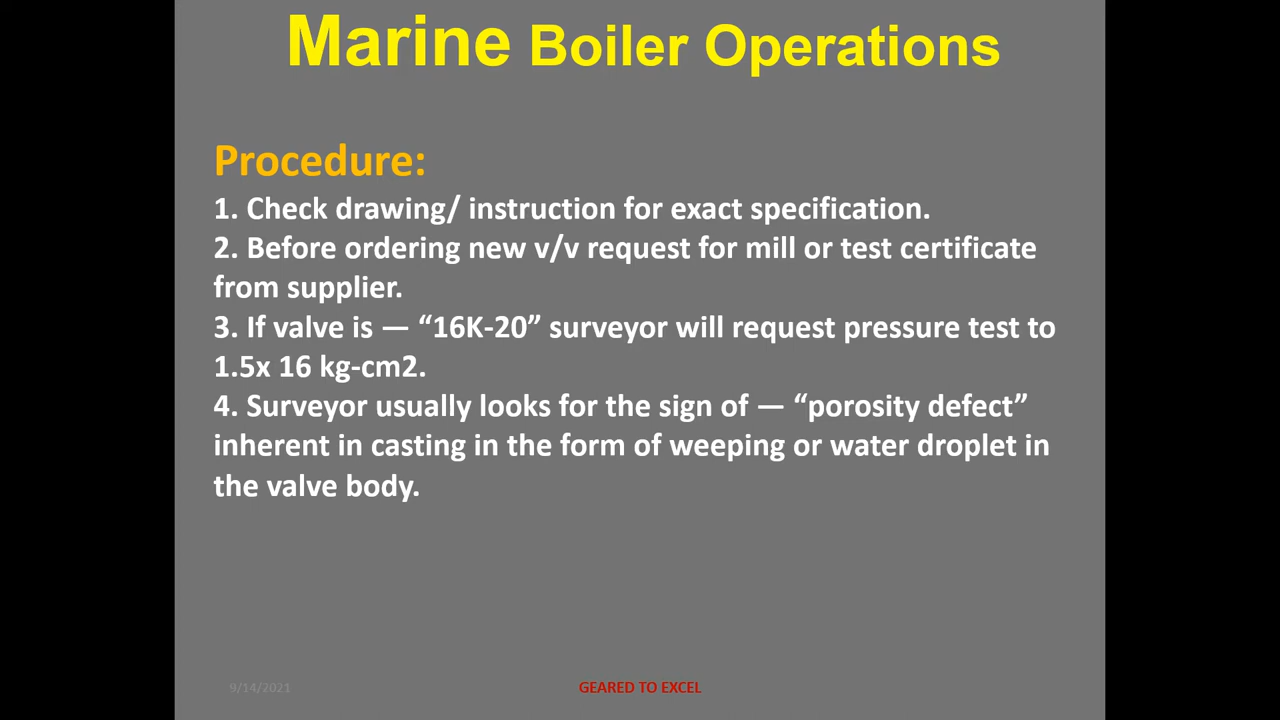 Marine Boiler Operations
Procedure:
1. Check drawing/ instruction for exact specification.
2. Before ordering new v/v request for mill or test certificate
from supplier.
3. If valve is — “16K-20” surveyor will request pressure test to
1.5x 16 kg-cm2.
4. Surveyor usually looks for the sign of — “porosity defect”
inherent in casting in the form of weeping or water droplet in
the valve body.
9/14/2021
GEARED TO EXCEL